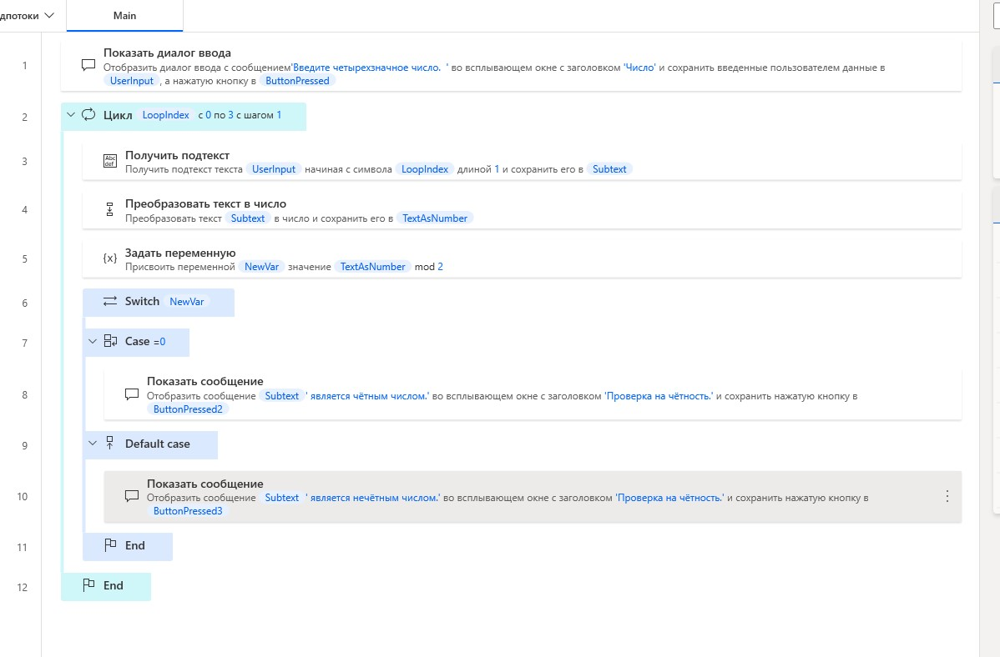 дпотоки
Main
1
Показать диалог ввода
Отобразить диалог ввода с сообщением'Введите четырехзначное число. ' во всплывающем окне с заголовком 'Число' и сохранить введенные пользователем данные в
UserInput , а нажатую кнопку в ButtonPressed
2
Цикл LoopIndex с 0 по 3 с шагом 1
3
Abc def
Получить подтекст
Получить подтекст текста UserInput начиная с символа LoopIndex длиной 1 и сохранить его в Subtext
4
Преобразовать текст в число
Преобразовать текст Subtext в число и сохранить его в TextAsNumber
5
{x} Задать переменную
Присвоить переменной NewVar значение TextAsNumber mod 2
6
Switch NewVar
7
Case =0
8
Показать сообщение
Отобразить сообщение Subtext ' является чётным числом.' во всплывающем окне с заголовком 'Проверка на чётность.' и сохранить нажатую кнопку в
ButtonPressed2
9
Default case
10
Показать сообщение
Отобразить сообщение Subtext ' является нечётным числом.' во всплывающем окне с заголовком 'Проверка на чётность.' и сохранить нажатую кнопку в
ButtonPressed3
11
End
12
End